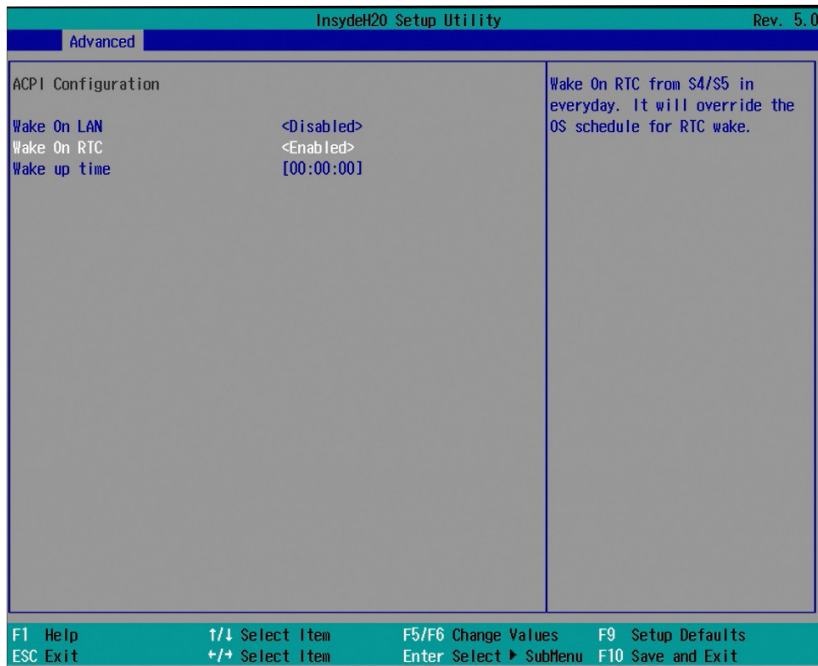 InsydeH20 Setup Utility Rev. 5.0
Advanced
ACPI Configuration
Wake On LAN <Disabled>
Wake On RTC <Enabled>
Wake up time [00:00:00]
Wake On RTC from S4/S5 in
everyday. It will override the
OS schedule for RTC wake.
F1 Help ↑/↓ Select Item F5/F6 Change Values F9 Setup Defaults
ESC Exit ←/→ Select Item Enter Select ▶ SubMenu F10 Save and Exit